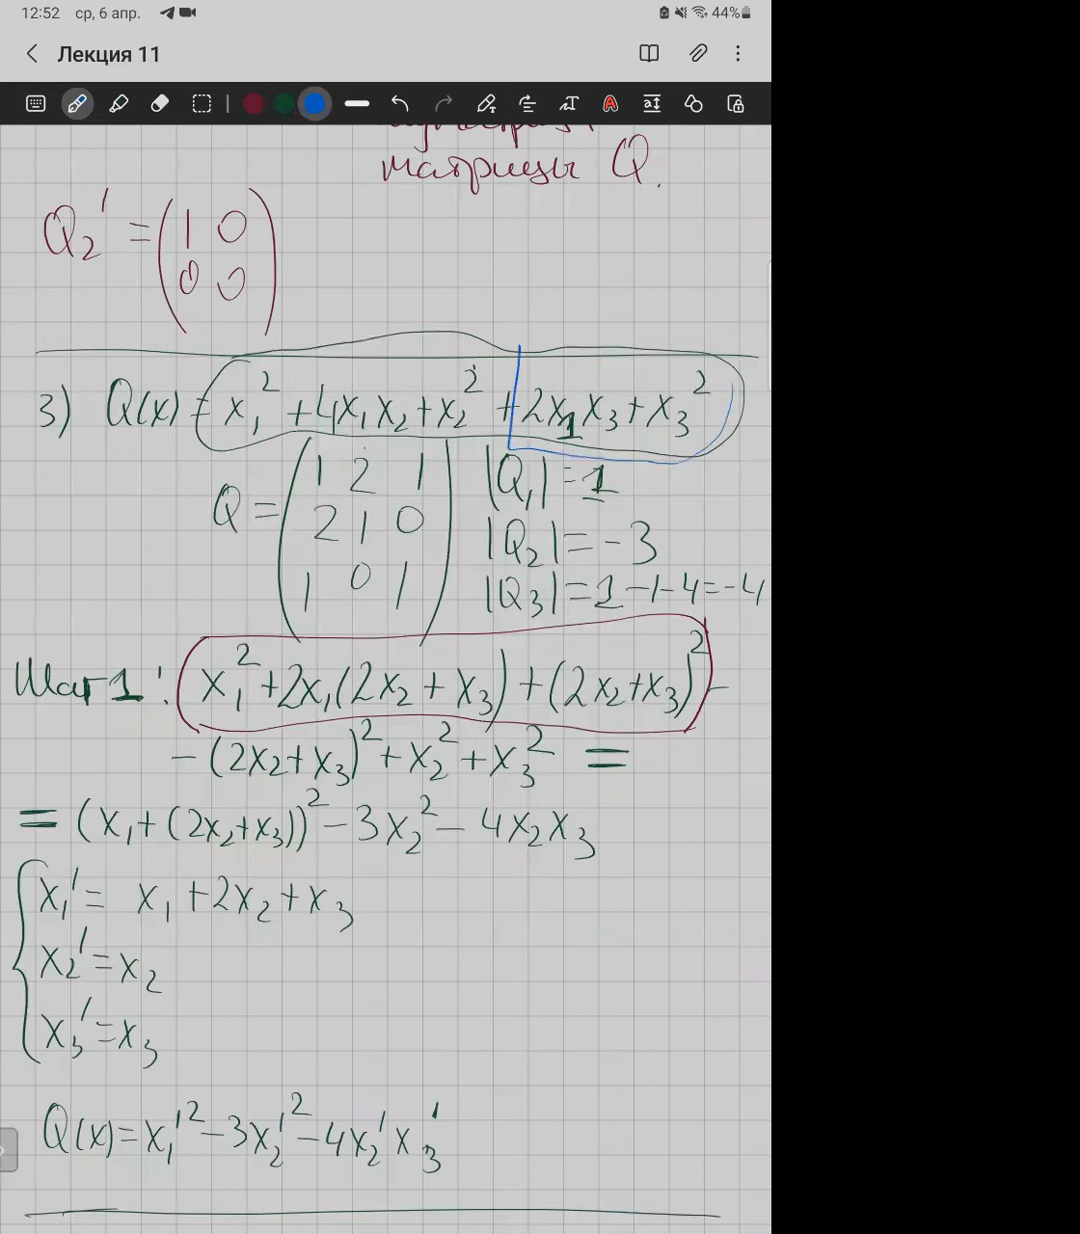 12:52 ср, 6 апр. 44%
Лекция 11
матрицы Q.
Q₂' = (1 0
0 0)
3) Q(x) = x₁² + 4x₁x₂ + x₂² + 2x₁x₃ + x₃²
Q = (1 2 1
2 1 0
1 0 1)
|Q₁| = 1
|Q₂| = -3
|Q₃| = 1 - 1 - 4 = -4
Шаг 1: x₁² + 2x₁(2x₂ + x₃) + (2x₂ + x₃)² -
- (2x₂ + x₃)² + x₂² + x₃² =
= (x₁ + (2x₂ + x₃))² - 3x₂² - 4x₂x₃
{ x₁' = x₁ + 2x₂ + x₃
x₂' = x₂
x₃' = x₃
Q(x) = x₁'² - 3x₂'² - 4x₂'x₃'